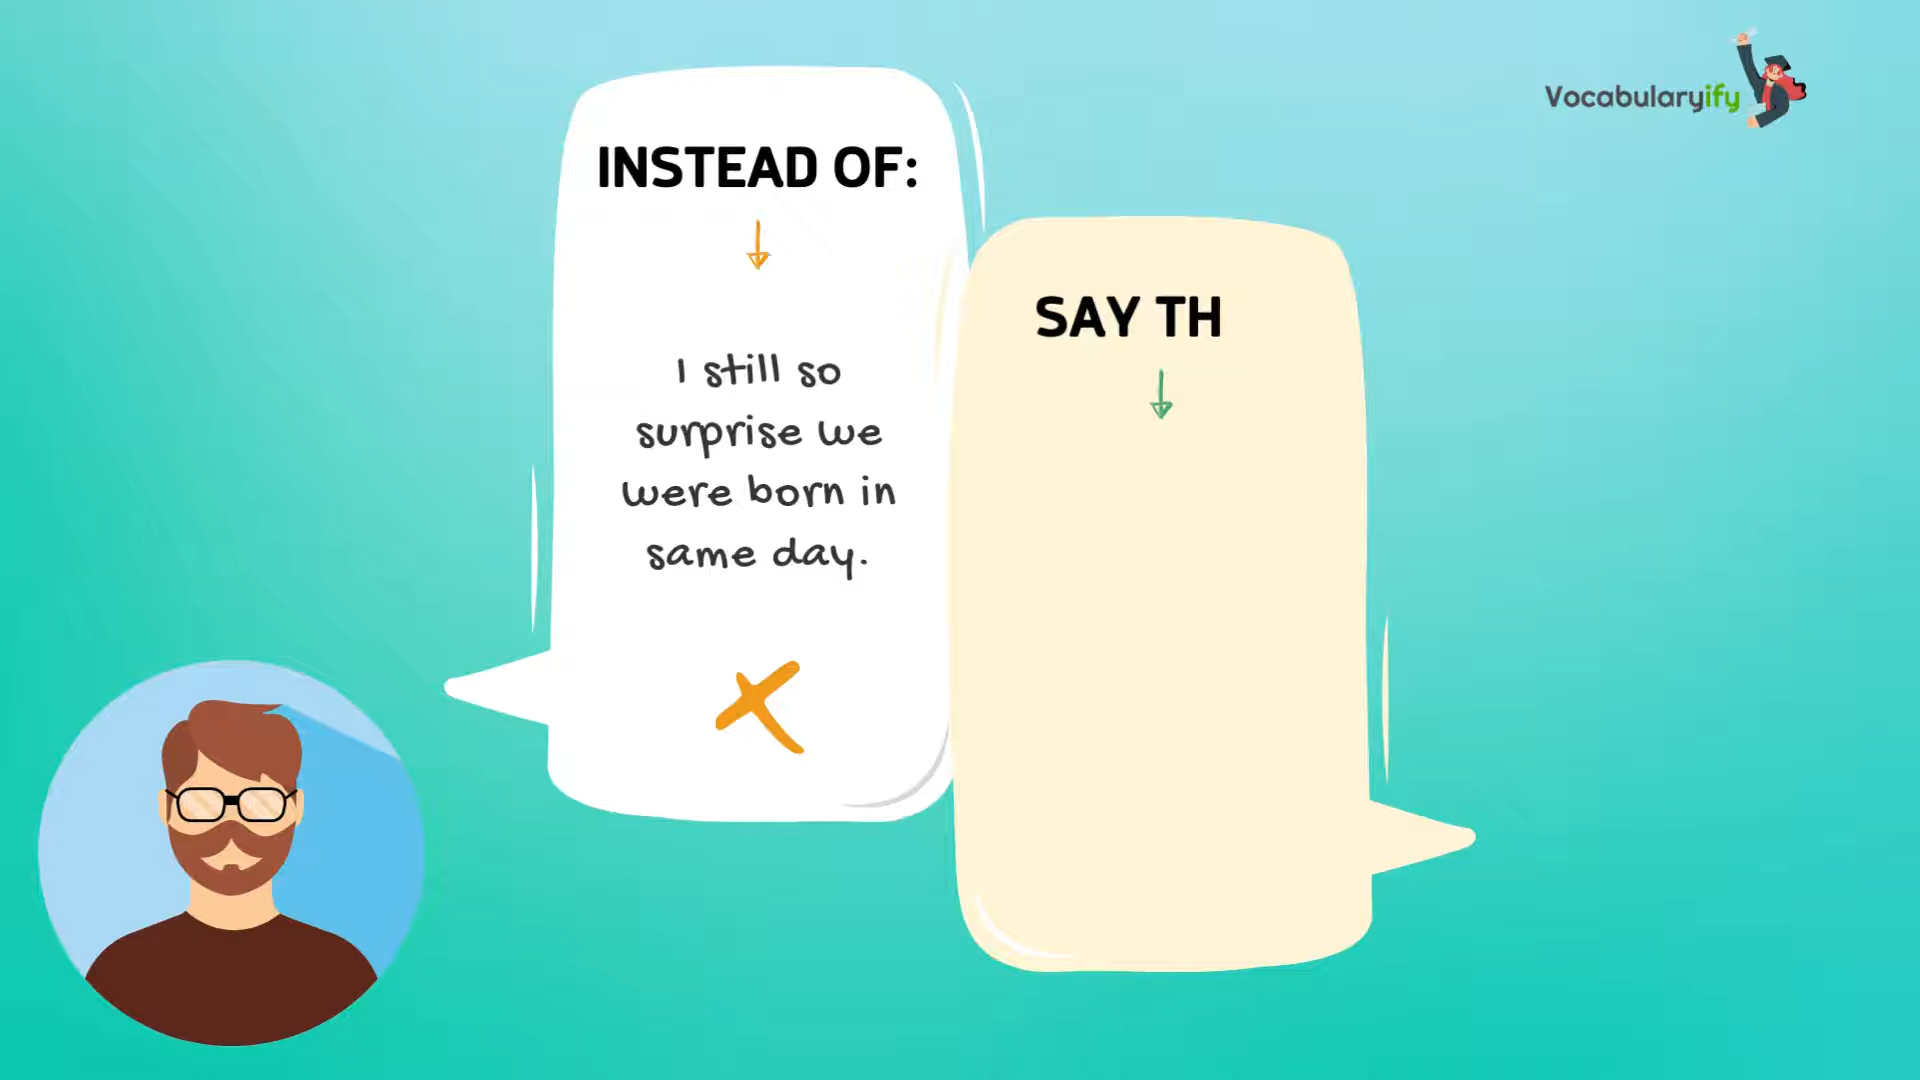 Vocabularyify
INSTEAD OF:
I still so
surprise we
were born in
same day.
SAY TH